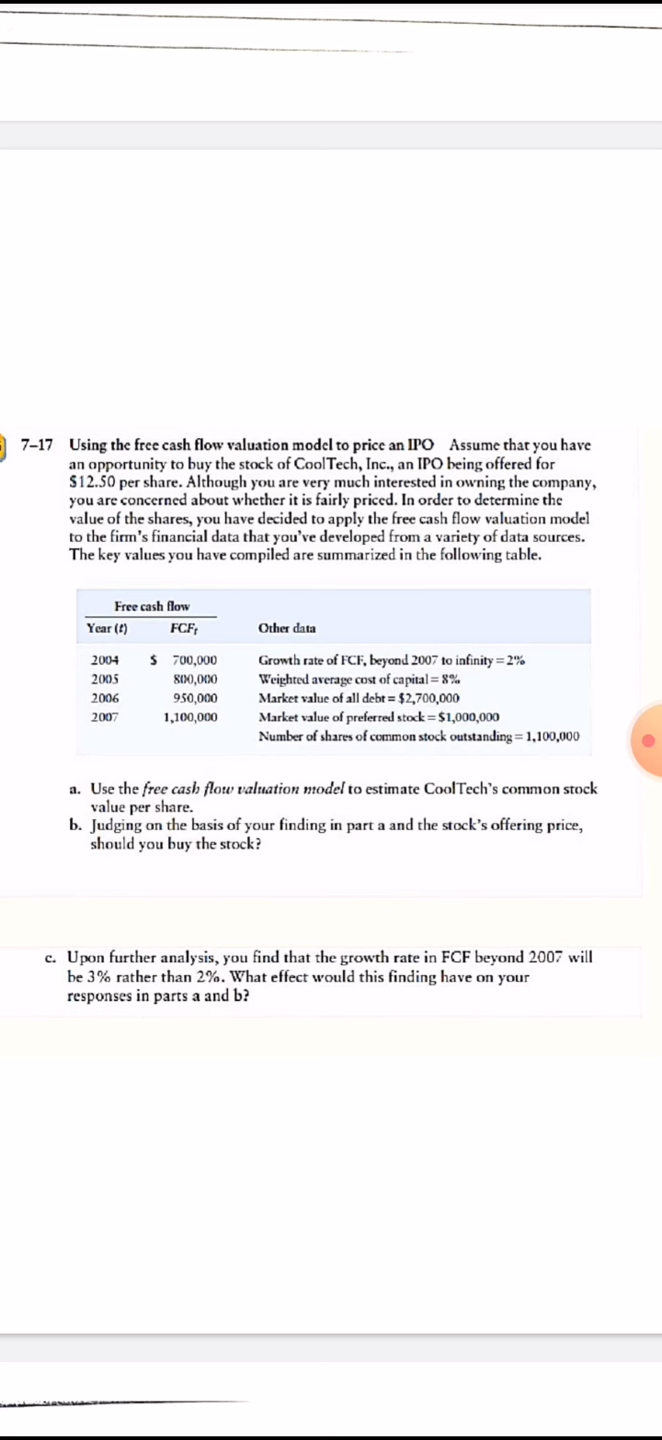 7–17 Using the free cash flow valuation model to price an IPO Assume that you have
an opportunity to buy the stock of CoolTech, Inc., an IPO being offered for
$12.50 per share. Although you are very much interested in owning the company,
you are concerned about whether it is fairly priced. In order to determine the
value of the shares, you have decided to apply the free cash flow valuation model
to the firm's financial data that you've developed from a variety of data sources.
The key values you have compiled are summarized in the following table.
Free cash flow
Year (t) FCFt Other data
2004 $ 700,000 Growth rate of FCF, beyond 2007 to infinity = 2%
2005 800,000 Weighted average cost of capital = 8%
2006 950,000 Market value of all debt = $2,700,000
2007 1,100,000 Market value of preferred stock = $1,000,000
Number of shares of common stock outstanding = 1,100,000
a. Use the free cash flow valuation model to estimate CoolTech's common stock
value per share.
b. Judging on the basis of your finding in part a and the stock's offering price,
should you buy the stock?
c. Upon further analysis, you find that the growth rate in FCF beyond 2007 will
be 3% rather than 2%. What effect would this finding have on your
responses in parts a and b?